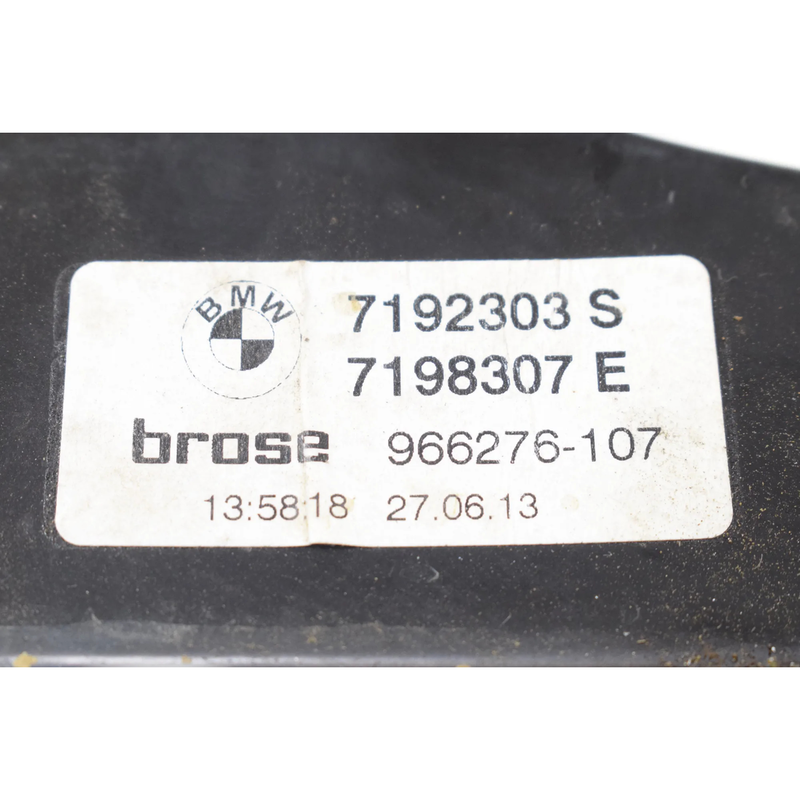 BMW
7192303 S
7198307 E
brose 966276-107
13:58:18 27.06.13